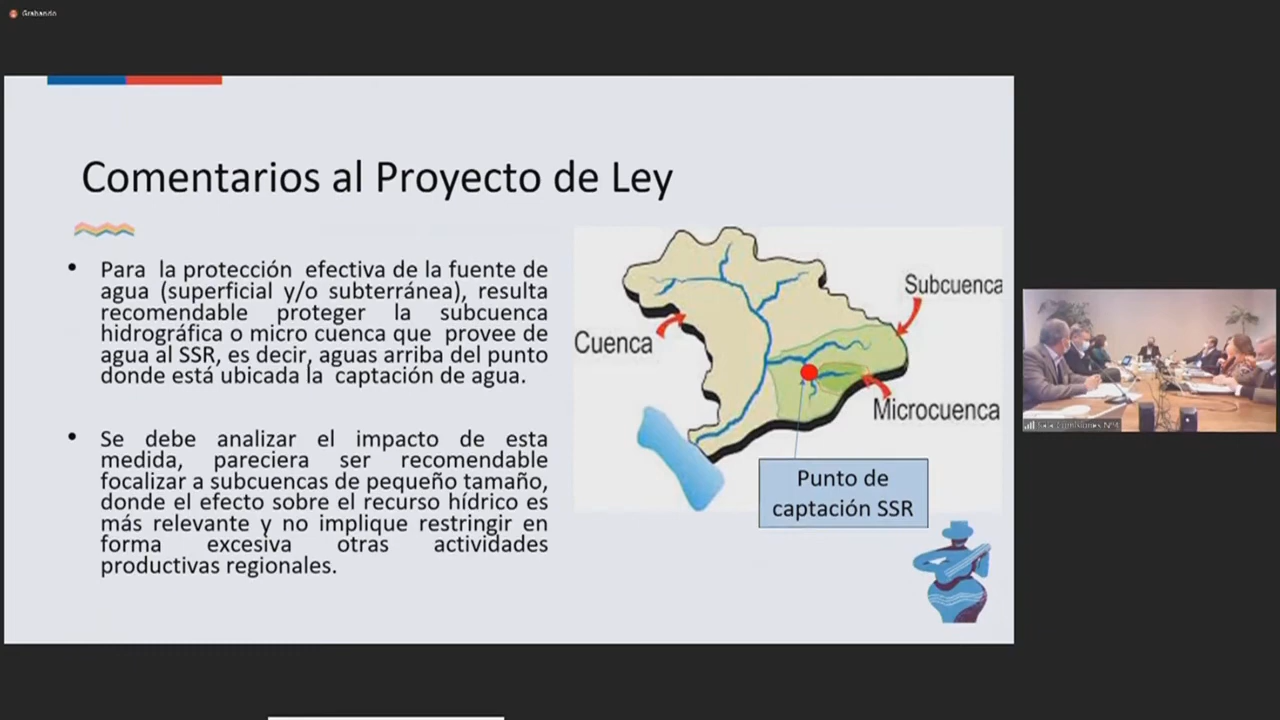 Grabando
Comentarios al Proyecto de Ley
• Para la protección efectiva de la fuente de
agua (superficial y/o subterránea), resulta
recomendable proteger la subcuenca
hidrográfica o micro cuenca que provee de
agua al SSR, es decir, aguas arriba del punto
donde está ubicada la captación de agua.
• Se debe analizar el impacto de esta
medida, pareciera ser recomendable
focalizar a subcuencas de pequeño tamaño,
donde el efecto sobre el recurso hídrico es
más relevante y no implique restringir en
forma excesiva otras actividades
productivas regionales.
Subcuenca
Cuenca
Microcuenca
Punto de
captación SSR
Sala Comisiones N°4